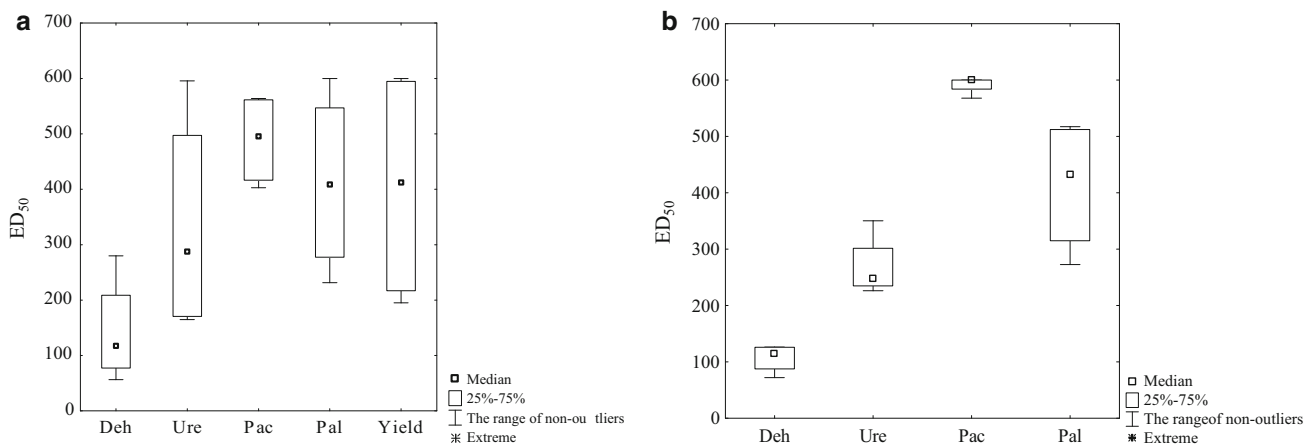 a
700
600
500
400
300
200
100
0
ED50
Deh Ure Pac Pal Yield
Median
25%-75%
The range of non-ou tliers
Extreme
b
700
600
500
400
300
200
100
0
ED50
Deh Ure Pac Pal
Median
25%-75%
The rangeof non-outliers
Extreme